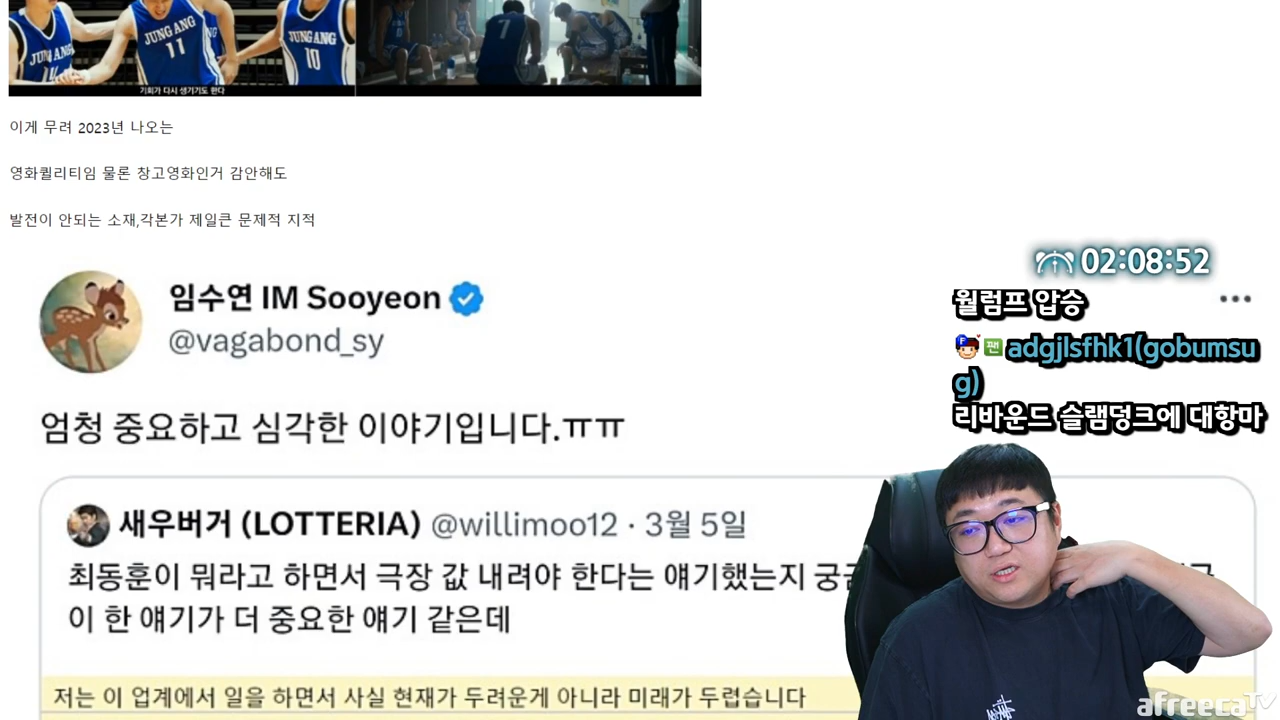 JUNG ANG
11
JUNG ANG
10
JUNG ANG
7
기회가 다시 생기기도 한다
이게 무려 2023년 나오는
영화퀄리티임 물론 창고영화인거 감안해도
발전이 안되는 소재,각본가 제일큰 문제적 지적
02:08:52
월럼프 압승
adgjlsfhk1(gobumsu
g)
리바운드 슬램덩크에 대항마
임수연 IM Sooyeon
@vagabond_sy
엄청 중요하고 심각한 이야기입니다.ㅠㅠ
새우버거 (LOTTERIA) @willimoo12 · 3월 5일
최동훈이 뭐라고 하면서 극장 값 내려야 한다는 얘기했는지
이 한 얘기가 더 중요한 얘기 같은데
저는 이 업계에서 일을 하면서 사실 현재가 두려운게 아니라 미래가 두렵습니다
afreecaTV